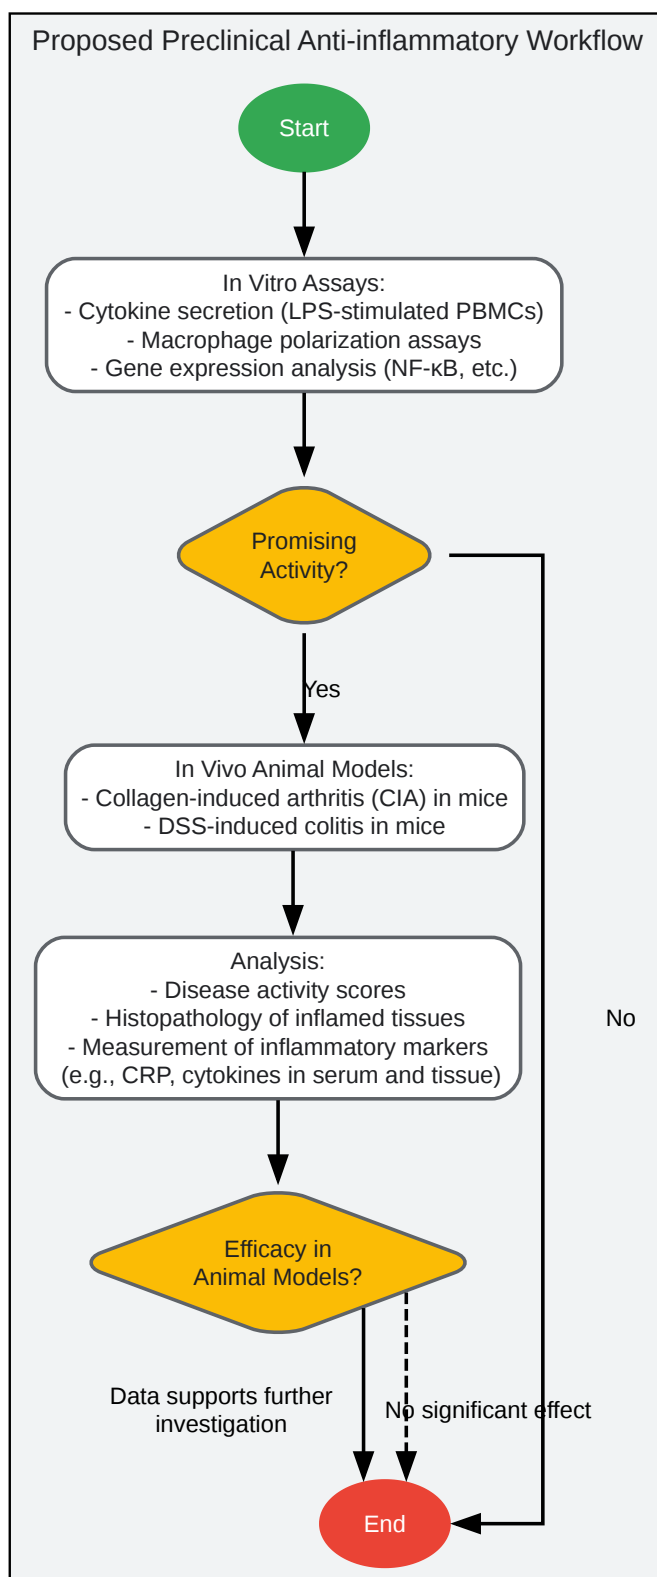 Proposed Preclinical Anti-inflammatory Workflow
Start
In Vitro Assays:
- Cytokine secretion (LPS-stimulated PBMCs)
- Macrophage polarization assays
- Gene expression analysis (NF-κB, etc.)
Promising
Activity?
Yes
In Vivo Animal Models:
- Collagen-induced arthritis (CIA) in mice
- DSS-induced colitis in mice
Analysis:
- Disease activity scores
- Histopathology of inflamed tissues
- Measurement of inflammatory markers
(e.g., CRP, cytokines in serum and tissue)
No
Efficacy in
Animal Models?
Data supports further
investigation
No significant effect
End